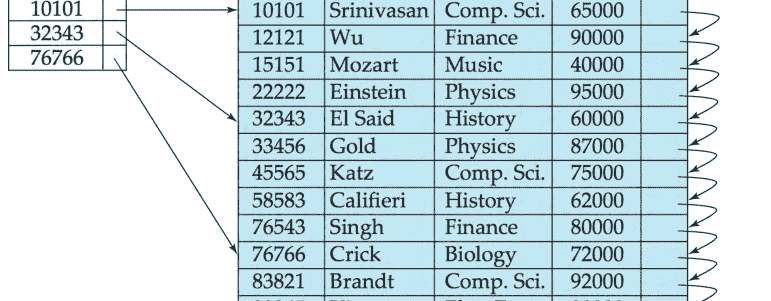 10101
32343
76766
10101 Srinivasan Comp. Sci. 65000
12121 Wu Finance 90000
15151 Mozart Music 40000
22222 Einstein Physics 95000
32343 El Said History 60000
33456 Gold Physics 87000
45565 Katz Comp. Sci. 75000
58583 Califieri History 62000
76543 Singh Finance 80000
76766 Crick Biology 72000
83821 Brandt Comp. Sci. 92000